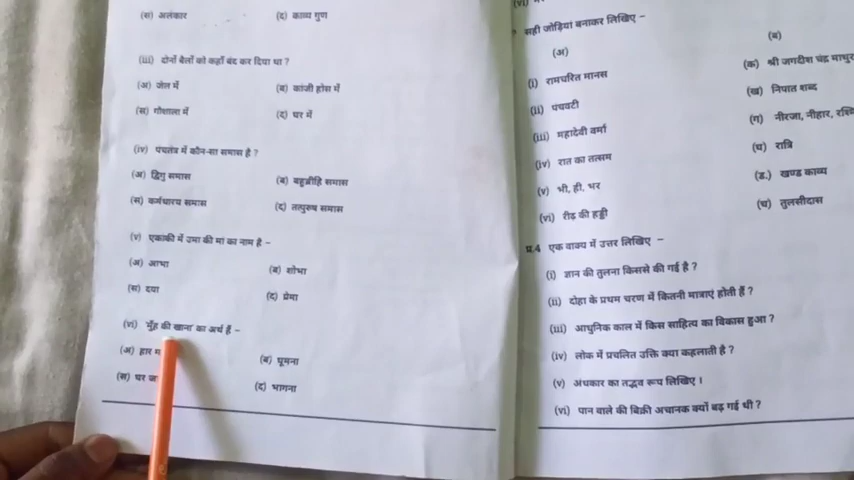 (स) अलंकार (द) काव्य गुण
(iii) दोनों बैलों को कहाँ बंद कर दिया था ?
(अ) जेल में (ब) कांजी होस में
(स) गौशाला में (द) घर में
(iv) पंचतंत्र में कौन-सा समास है ?
(अ) द्विगु समास (ब) बहुब्रीहि समास
(स) कर्मधारय समास (द) तत्पुरुष समास
(v) एकांकी में उमा की मां का नाम है –
(अ) आभा (ब) शोभा
(स) दया (द) प्रेमा
(vi) 'मुँह की खाना' का अर्थ हैं –
(अ) हार (ब) घूमना
(स) घर (द) भागना
(vi)
सही जोड़ियां बनाकर लिखिए –
(अ) (ब)
(i) रामचरित मानस (क) श्री जगदीश चंद्र माथुर
(ii) पंचवटी (ख) निपात शब्द
(iii) महादेवी वर्मा (ग) नीरजा, नीहार,
(iv) रात का तत्सम (घ) रात्रि
(v) भी, ही, भर (ड.) खण्ड काव्य
(vi) रीढ़ की हड्डी (च) तुलसीदास
प्र.4 एक वाक्य में उत्तर लिखिए –
(i) ज्ञान की तुलना किससे की गई है ?
(ii) दोहा के प्रथम चरण में कितनी मात्राएं होती हैं ?
(iii) आधुनिक काल में किस साहित्य का विकास हुआ ?
(iv) लोक में प्रचलित उक्ति क्या कहलाती है ?
(v) अंधकार का तद्भव रूप लिखिए ।
(vi) पान वाले की बिक्री अचानक क्यों बढ़ गई थी ?